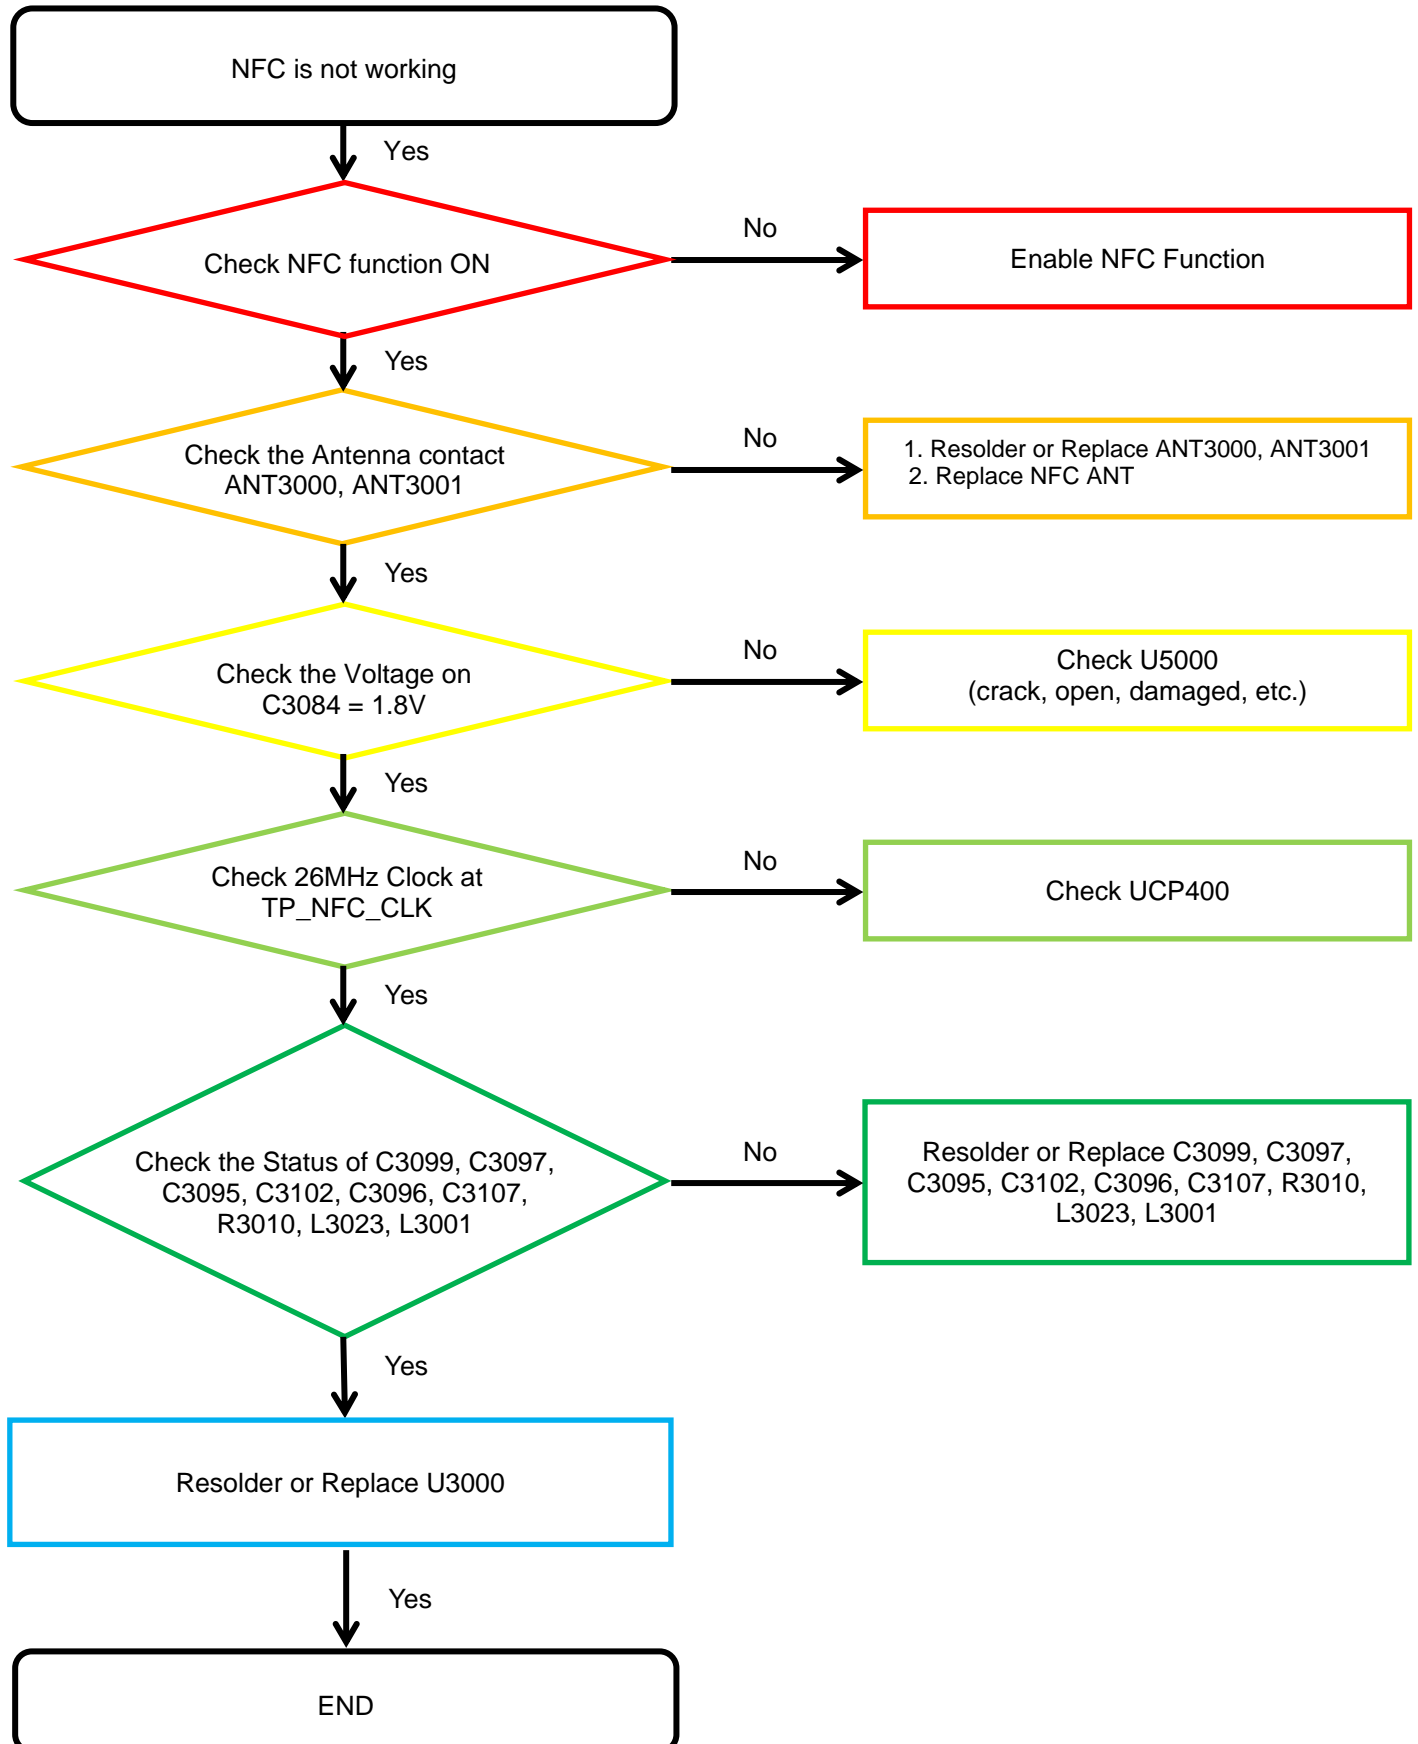 NFC is not working
Yes
Check NFC function ON
No
Enable NFC Function
Yes
Check the Antenna contact
ANT3000, ANT3001
No
1. Resolder or Replace ANT3000, ANT3001
2. Replace NFC ANT
Yes
Check the Voltage on
C3084 = 1.8V
No
Check U5000
(crack, open, damaged, etc.)
Yes
Check 26MHz Clock at
TP_NFC_CLK
No
Check UCP400
Yes
Check the Status of C3099, C3097,
C3095, C3102, C3096, C3107,
R3010, L3023, L3001
No
Resolder or Replace C3099, C3097,
C3095, C3102, C3096, C3107, R3010,
L3023, L3001
Yes
Resolder or Replace U3000
Yes
END